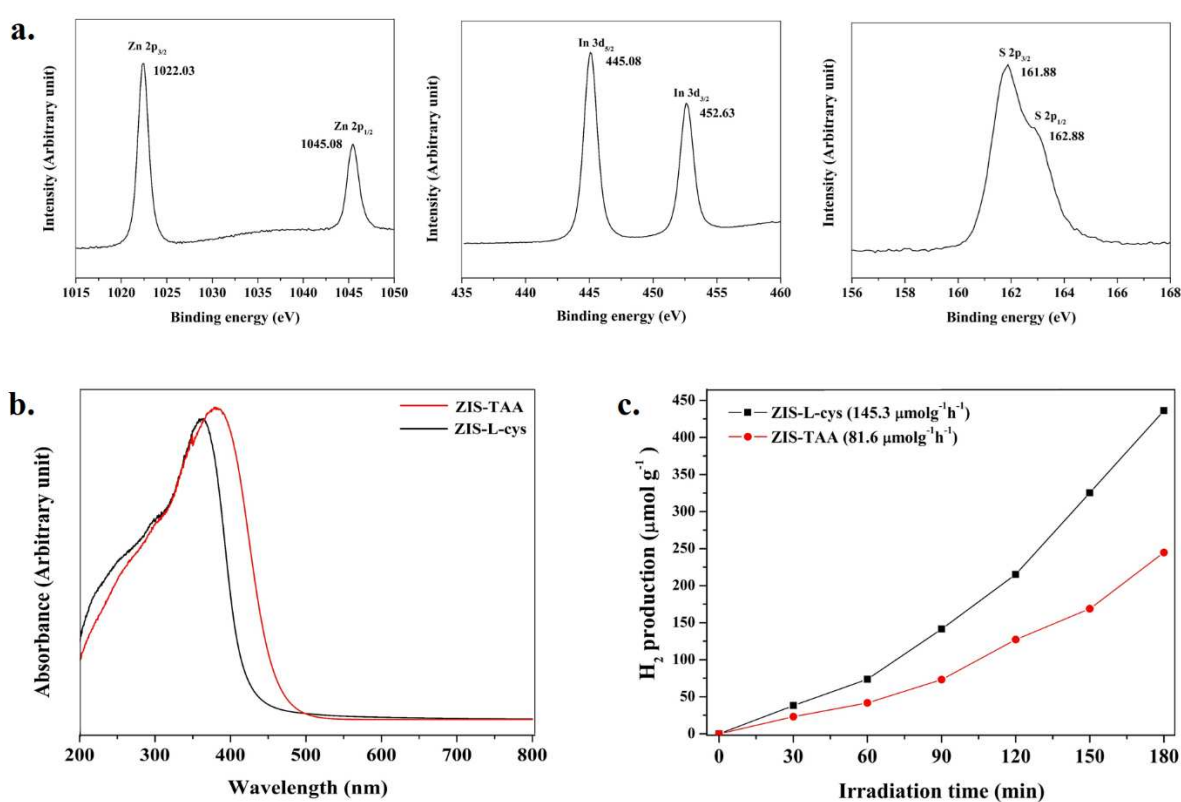 a.
Zn 2p3/2
1022.03
Zn 2p1/2
1045.08
Intensity (Arbitrary unit)
1015 1020 1025 1030 1035 1040 1045 1050
Binding energy (eV)
In 3d5/2
445.08
In 3d3/2
452.63
Intensity (Arbitrary unit)
435 440 445 450 455 460
Binding energy (eV)
S 2p3/2
161.88
S 2p1/2
162.88
Intensity (Arbitrary unit)
156 158 160 162 164 166 168
Binding energy (eV)
b.
ZIS-TAA
ZIS-L-cys
Absorbance (Arbitrary unit)
200 300 400 500 600 700 800
Wavelength (nm)
c.
ZIS-L-cys (145.3 μmolg⁻¹h⁻¹)
ZIS-TAA (81.6 μmolg⁻¹h⁻¹)
H₂ production (μmol g⁻¹)
450
400
350
300
250
200
150
100
50
0
0 30 60 90 120 150 180
Irradiation time (min)